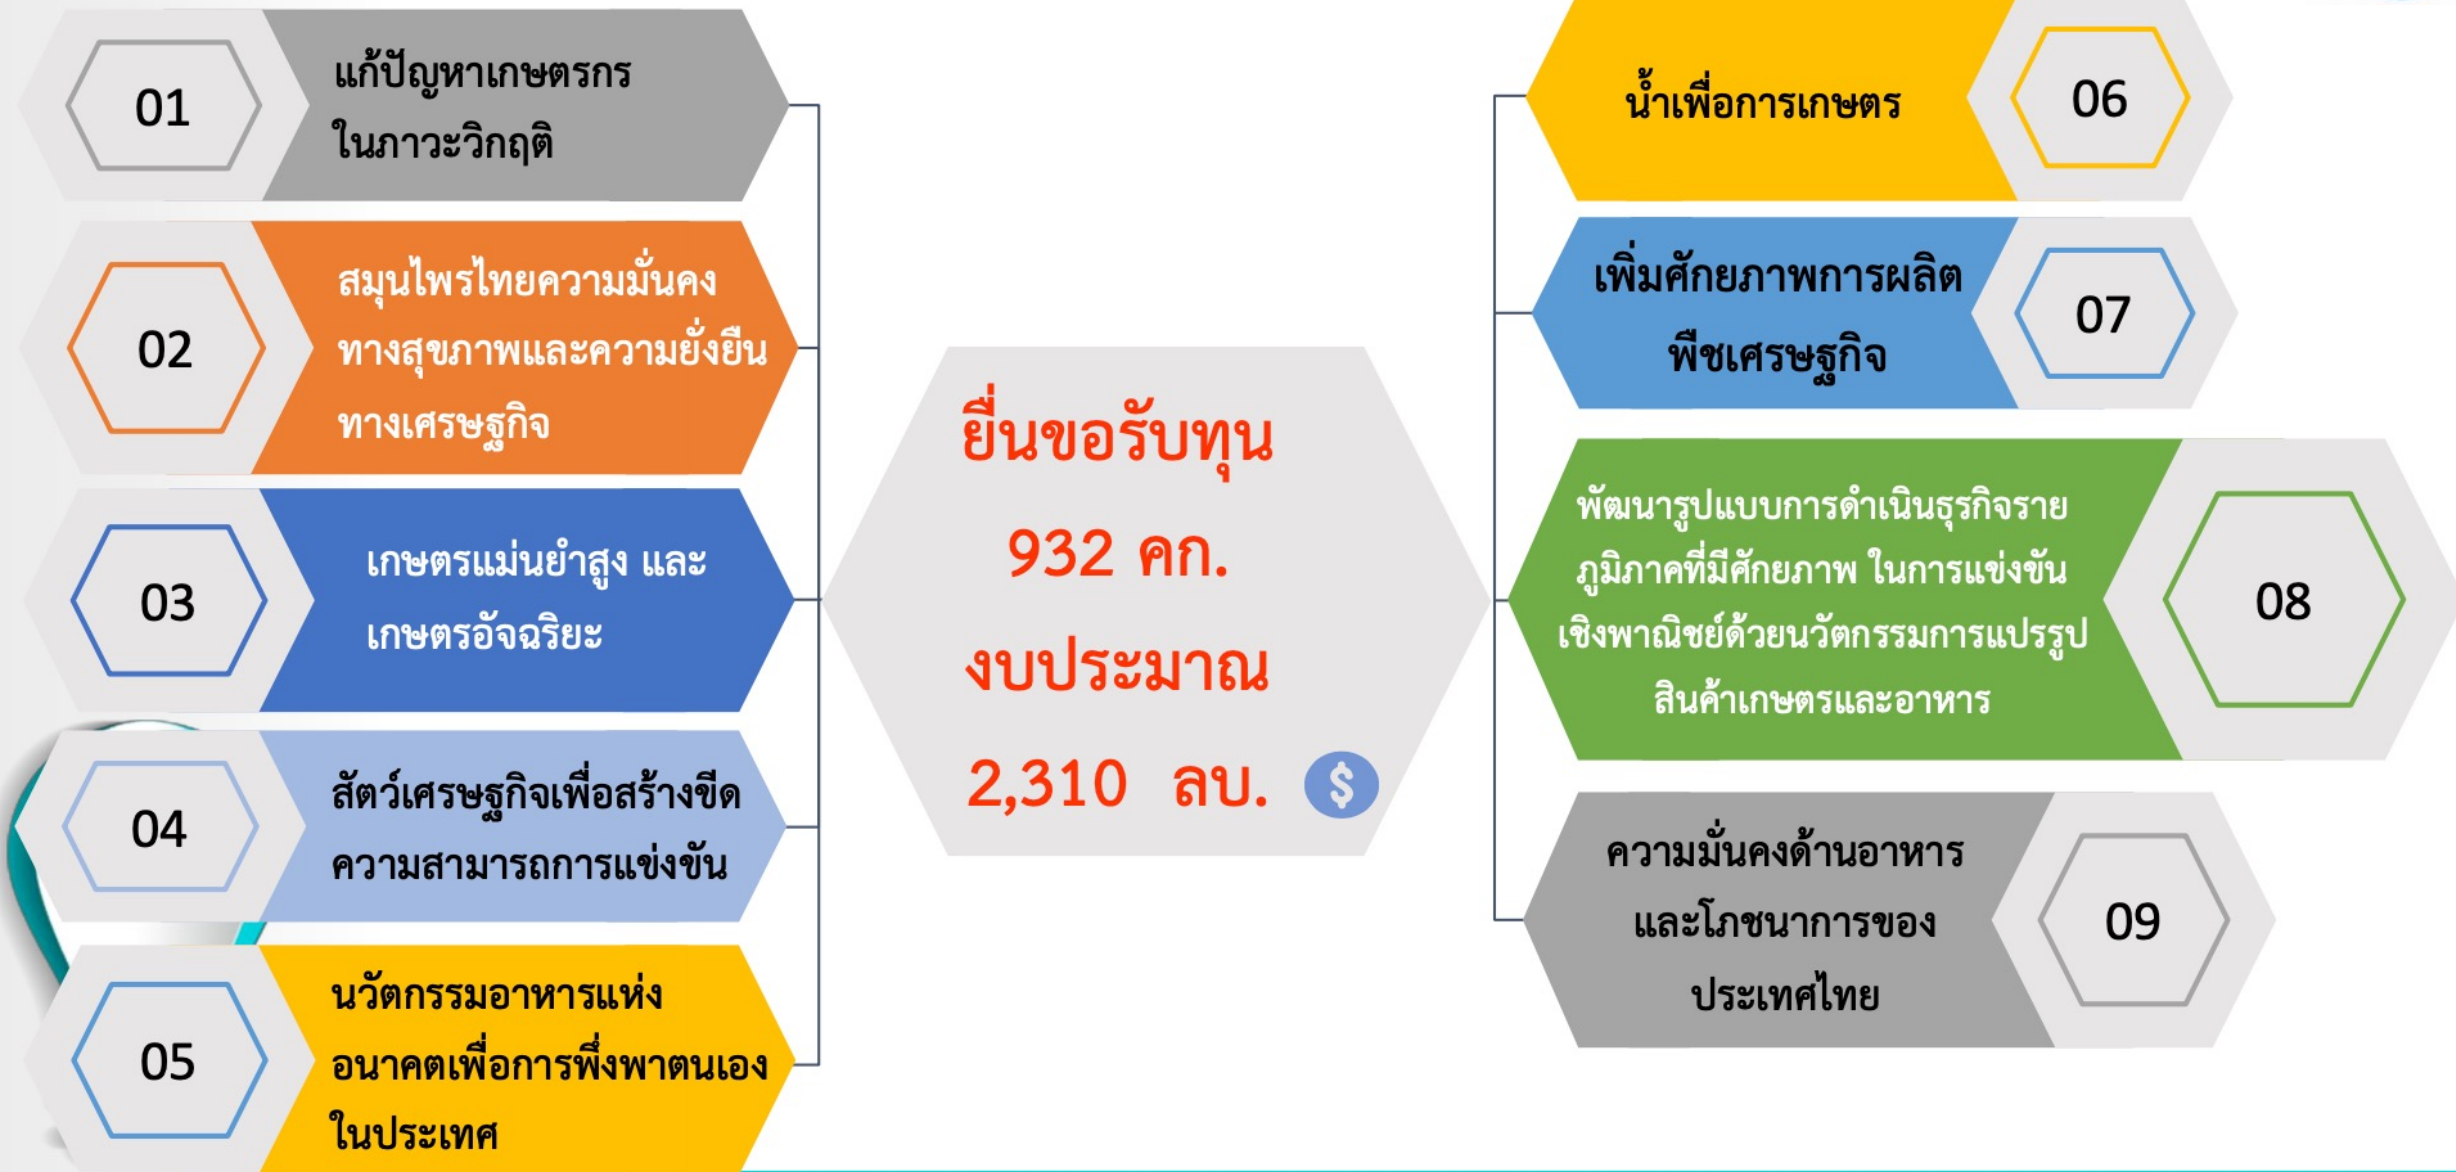 01
แก้ปัญหาเกษตรกร
ในภาวะวิกฤติ
02
สมุนไพรไทยความมั่นคง
ทางสุขภาพและความยั่งยืน
ทางเศรษฐกิจ
03
เกษตรแม่นยำสูง และ
เกษตรอัจฉริยะ
04
สัตว์เศรษฐกิจเพื่อสร้างขีด
ความสามารถการแข่งขัน
05
นวัตกรรมอาหารแห่ง
อนาคตเพื่อการพึ่งพาตนเอง
ในประเทศ
ยื่นขอรับทุน
932 คก.
งบประมาณ
2,310 ลบ.
$
น้ำเพื่อการเกษตร
06
เพิ่มศักยภาพการผลิต
พืชเศรษฐกิจ
07
พัฒนารูปแบบการดำเนินธุรกิจราย
ภูมิภาคที่มีศักยภาพ ในการแข่งขัน
เชิงพาณิชย์ด้วยนวัตกรรมการแปรรูป
สินค้าเกษตรและอาหาร
08
ความมั่นคงด้านอาหาร
และโภชนาการของ
ประเทศไทย
09